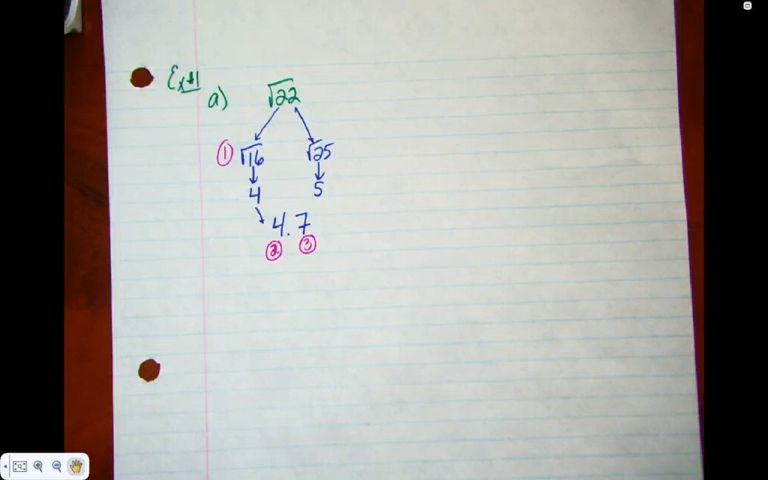 Ex#1
a) √22
① √16 √25
4 5
4.7
② ③